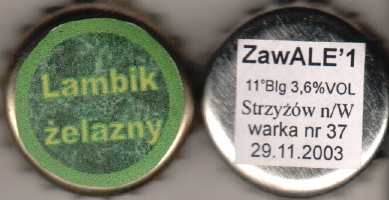 Lambik
żelazny
ZawALE'1
11°Blg 3,6%VOL
Strzyżów n/W
warka nr 37
29.11.2003